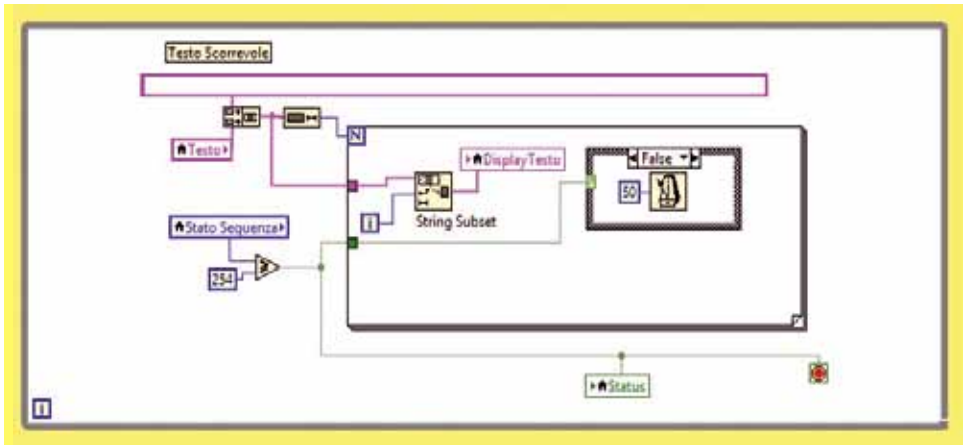 Testo Scorrevole
Testo
N
DisplayTesto
False
50
i
String Subset
Stato Sequenza
254
Status
i